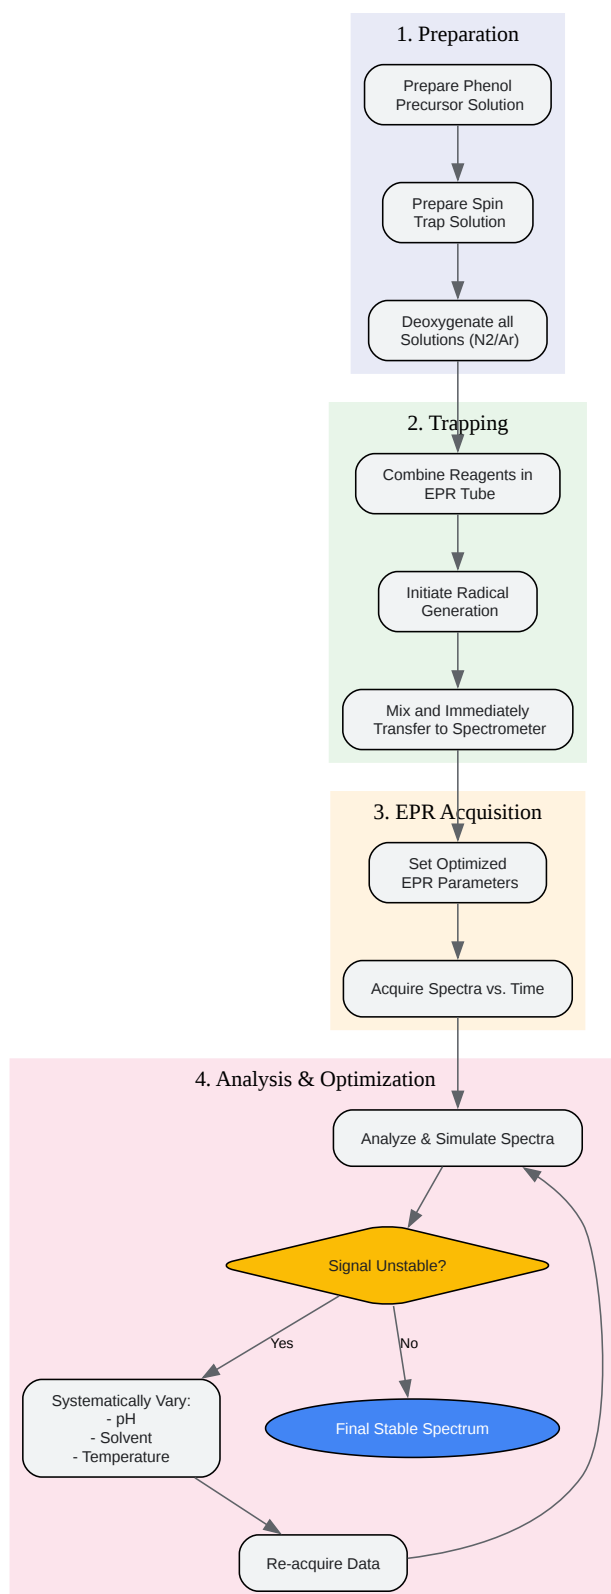 1. Preparation
Prepare Phenol
Precursor Solution
Prepare Spin
Trap Solution
Deoxygenate all
Solutions (N2/Ar)
2. Trapping
Combine Reagents in
EPR Tube
Initiate Radical
Generation
Mix and Immediately
Transfer to Spectrometer
3. EPR Acquisition
Set Optimized
EPR Parameters
Acquire Spectra vs. Time
4. Analysis & Optimization
Analyze & Simulate Spectra
Signal Unstable?
Yes
No
Systematically Vary:
- pH
- Solvent
- Temperature
Final Stable Spectrum
Re-acquire Data